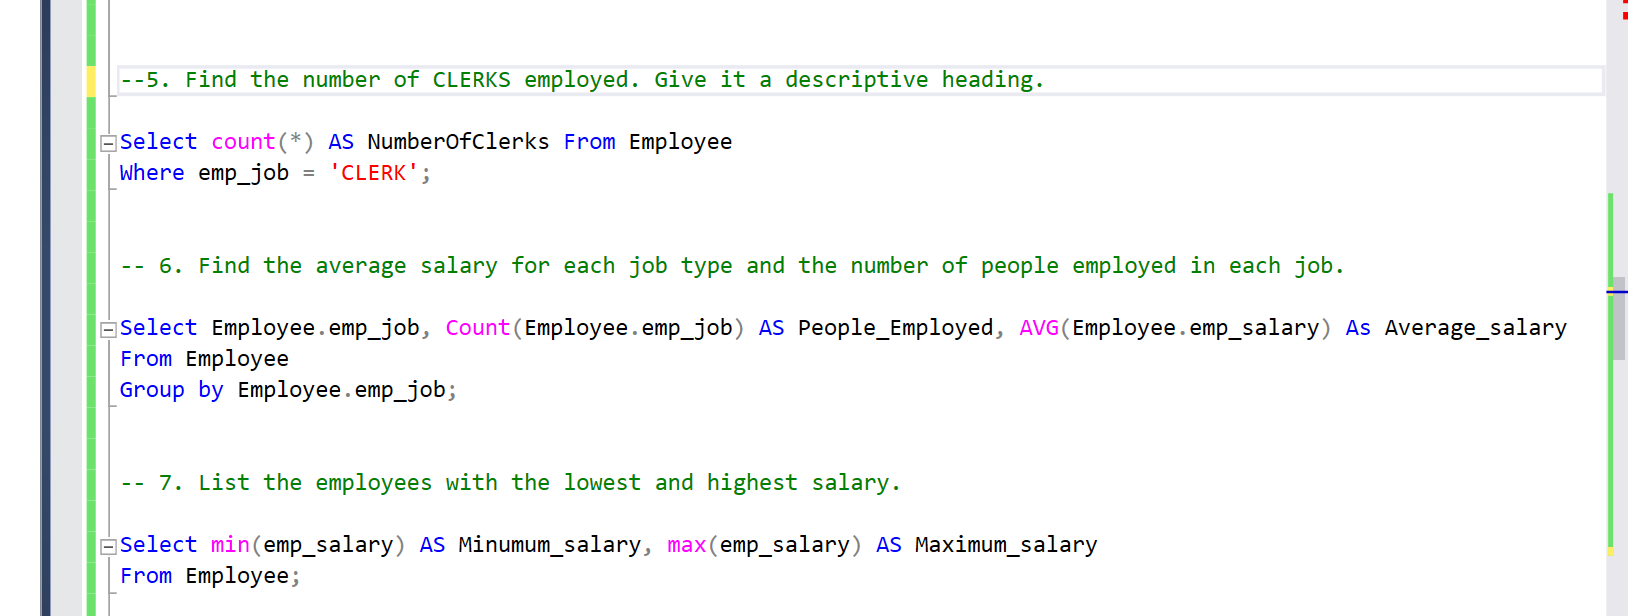 --5. Find the number of CLERKS employed. Give it a descriptive heading.
Select count(*) AS NumberOfClerks From Employee
Where emp_job = 'CLERK';
-- 6. Find the average salary for each job type and the number of people employed in each job.
Select Employee.emp_job, Count(Employee.emp_job) AS People_Employed, AVG(Employee.emp_salary) As Average_salary
From Employee
Group by Employee.emp_job;
-- 7. List the employees with the lowest and highest salary.
Select min(emp_salary) AS Minumum_salary, max(emp_salary) AS Maximum_salary
From Employee;